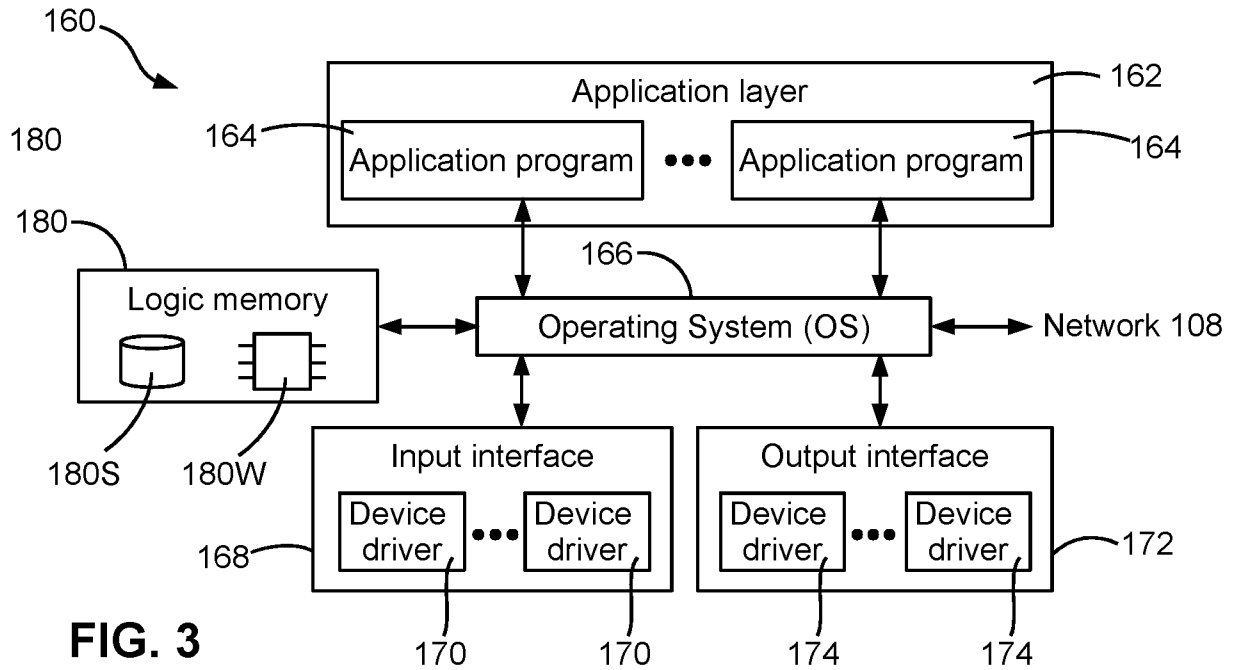 160
Application layer
162
180
164
Application program
•••
Application program
164
180
166
Logic memory
Operating System (OS)
Network 108
180S
180W
Input interface
Output interface
Device
driver
•••
Device
driver
Device
driver
•••
Device
driver
168
172
170
170
174
174
FIG. 3